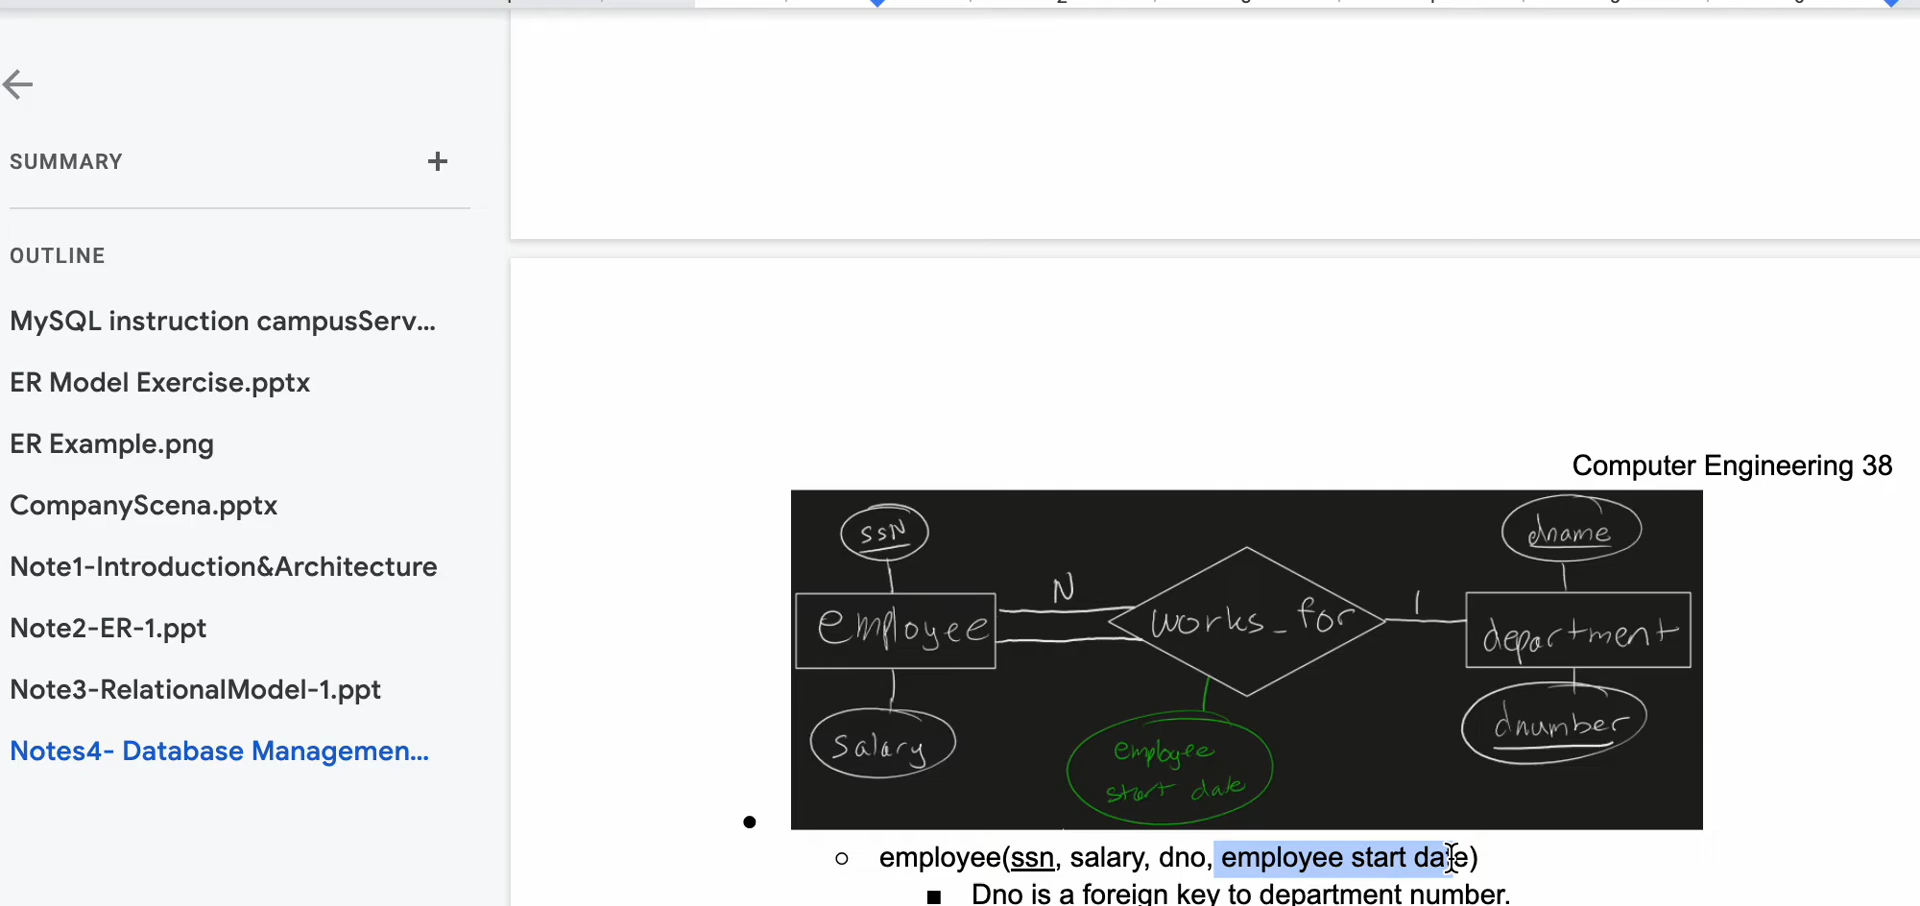 SUMMARY
+
OUTLINE
MySQL instruction campusServ...
ER Model Exercise.pptx
ER Example.png
CompanyScena.pptx
Note1-Introduction&Architecture
Note2-ER-1.ppt
Note3-RelationalModel-1.ppt
Notes4- Database Managemen...
Computer Engineering 38
ssN
dname
N
1
employee
works_for
department
salary
employee
start date
dnumber
employee(ssn, salary, dno, employee start date)
Dno is a foreign key to department number.